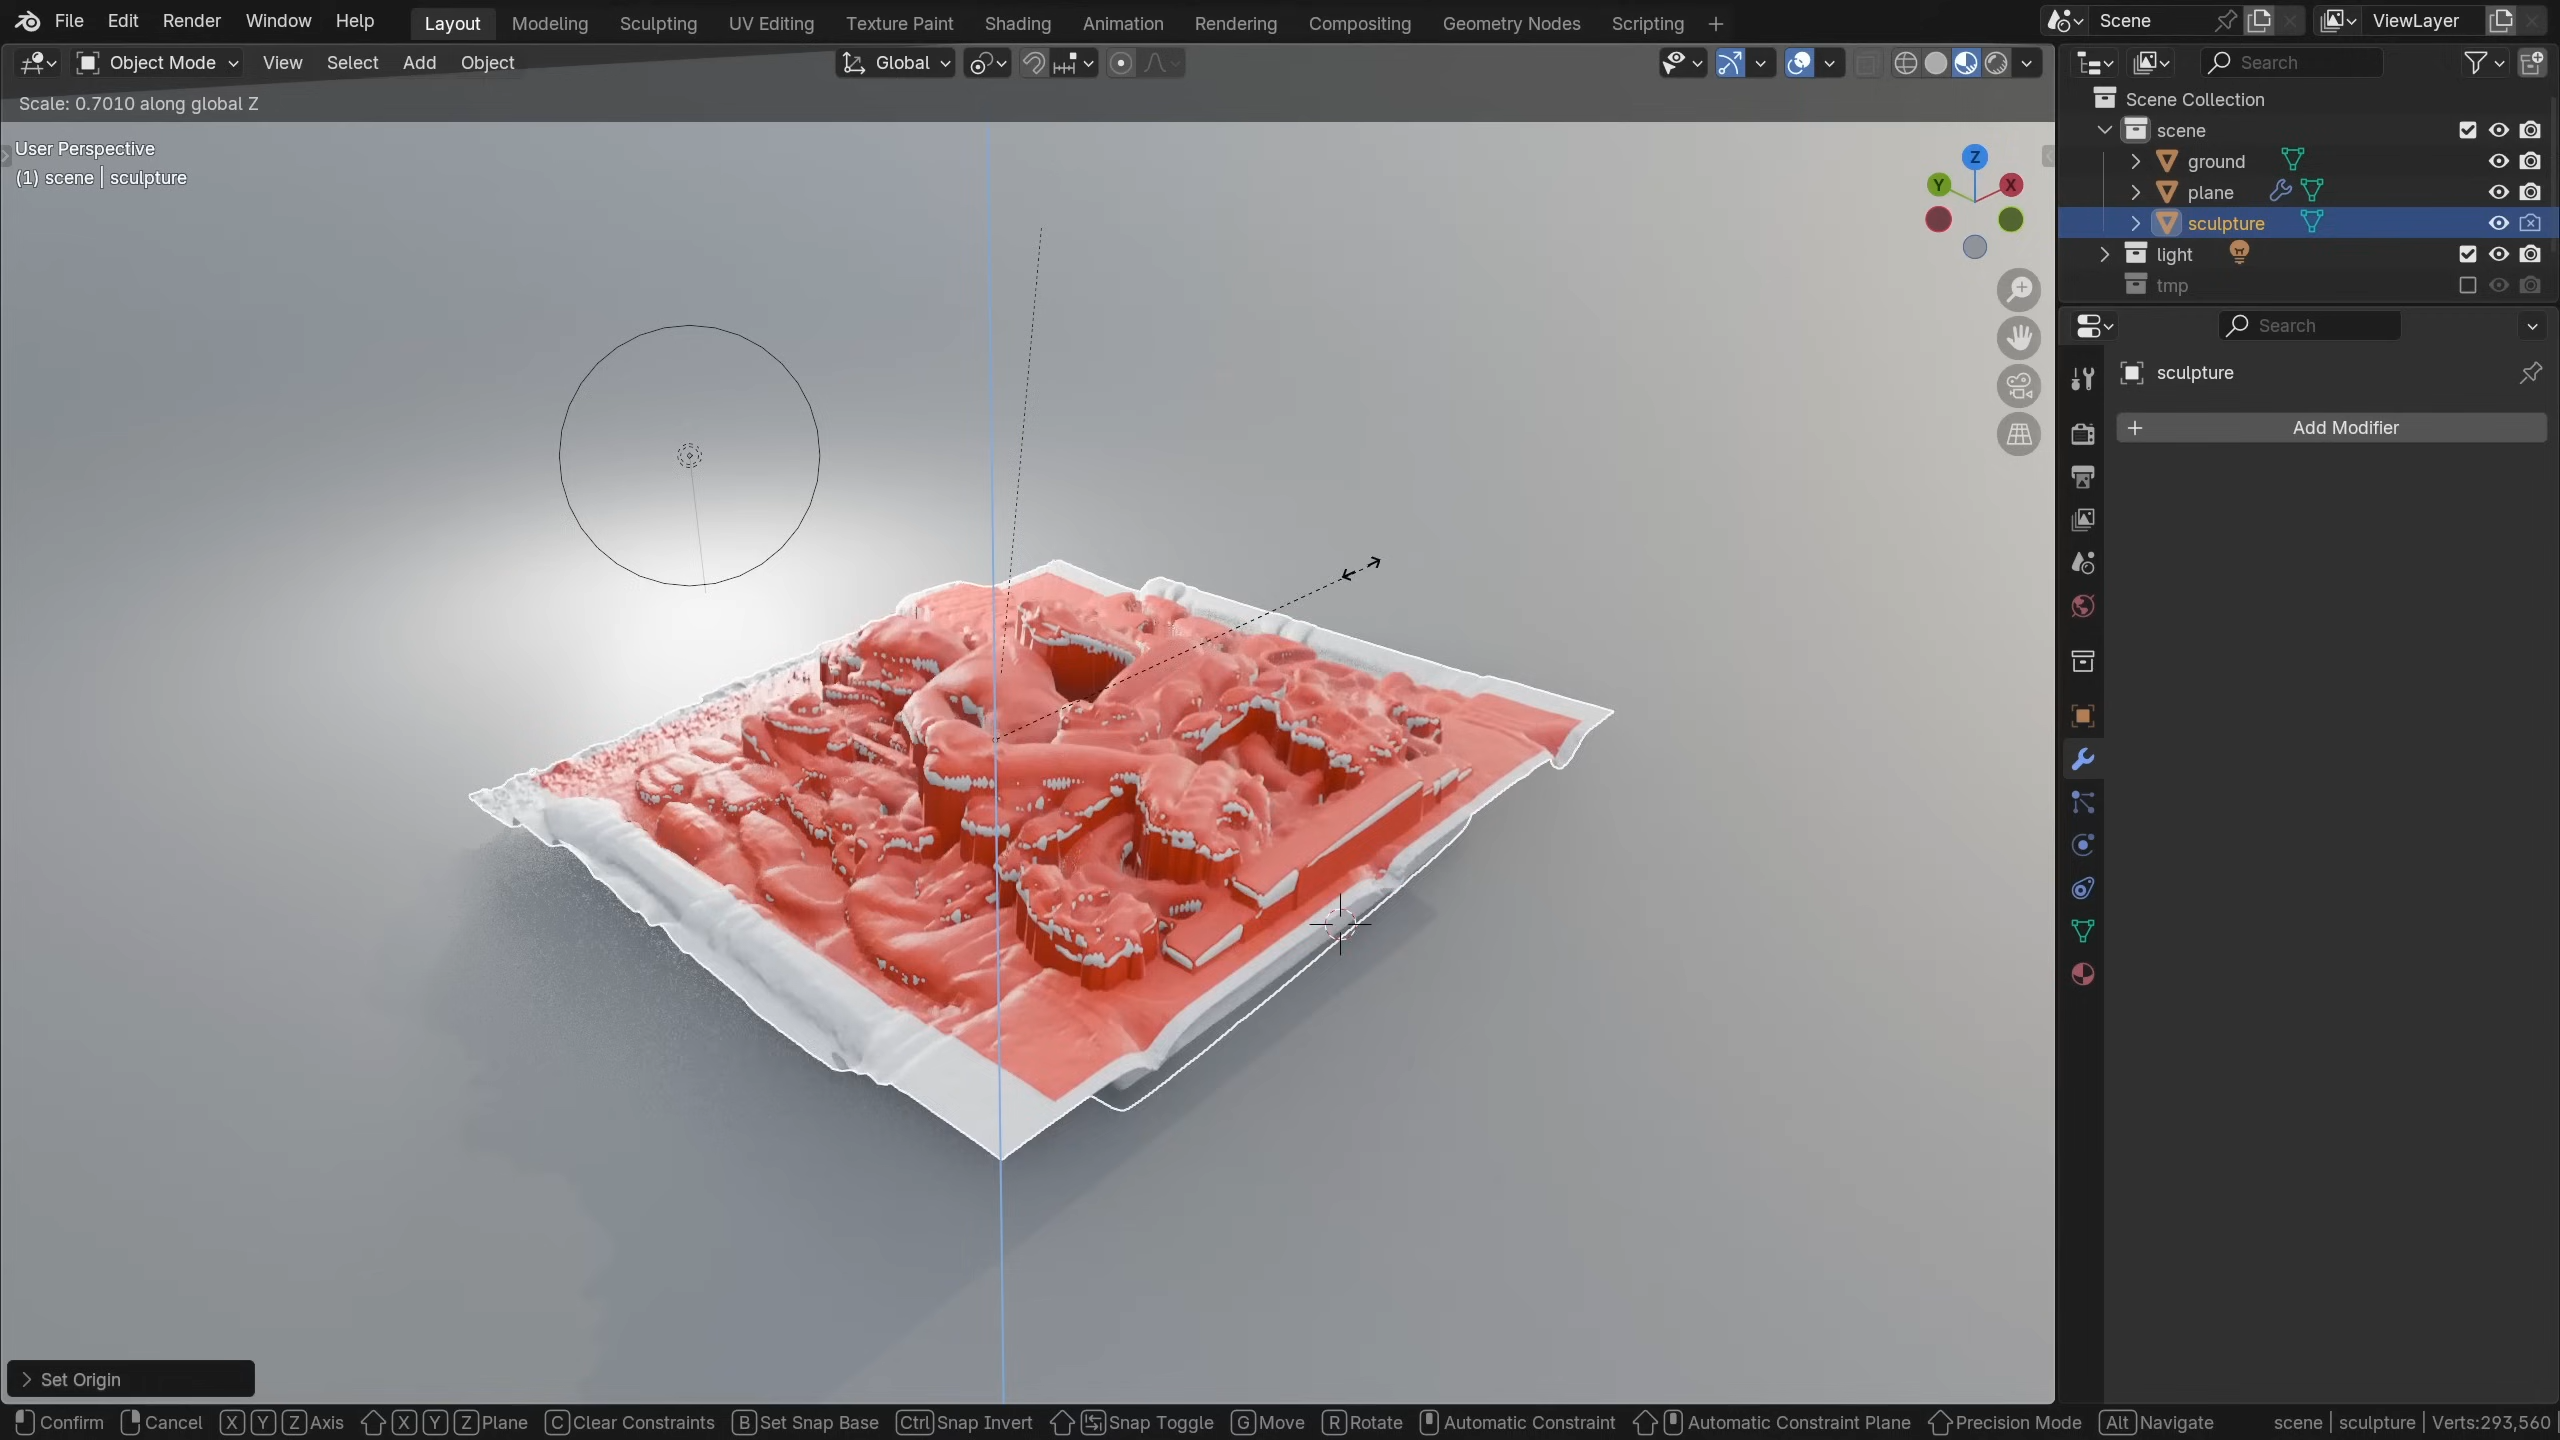 File Edit Render Window Help Layout Modeling Sculpting UV Editing Texture Paint Shading Animation Rendering Compositing Geometry Nodes Scripting + Scene ViewLayer
Object Mode View Select Add Object Global Search
Scale: 0.7010 along global Z
Scene Collection
User Perspective
(1) scene | sculpture
Z
Y
X
scene
ground
plane
sculpture
light
tmp
Search
sculpture
+ Add Modifier
> Set Origin
Confirm Cancel X Y Z Axis X Y Z Plane C Clear Constraints B Set Snap Base Ctrl Snap Invert Snap Toggle G Move R Rotate Automatic Constraint Automatic Constraint Plane Precision Mode Alt Navigate scene | sculpture | Verts:293,560